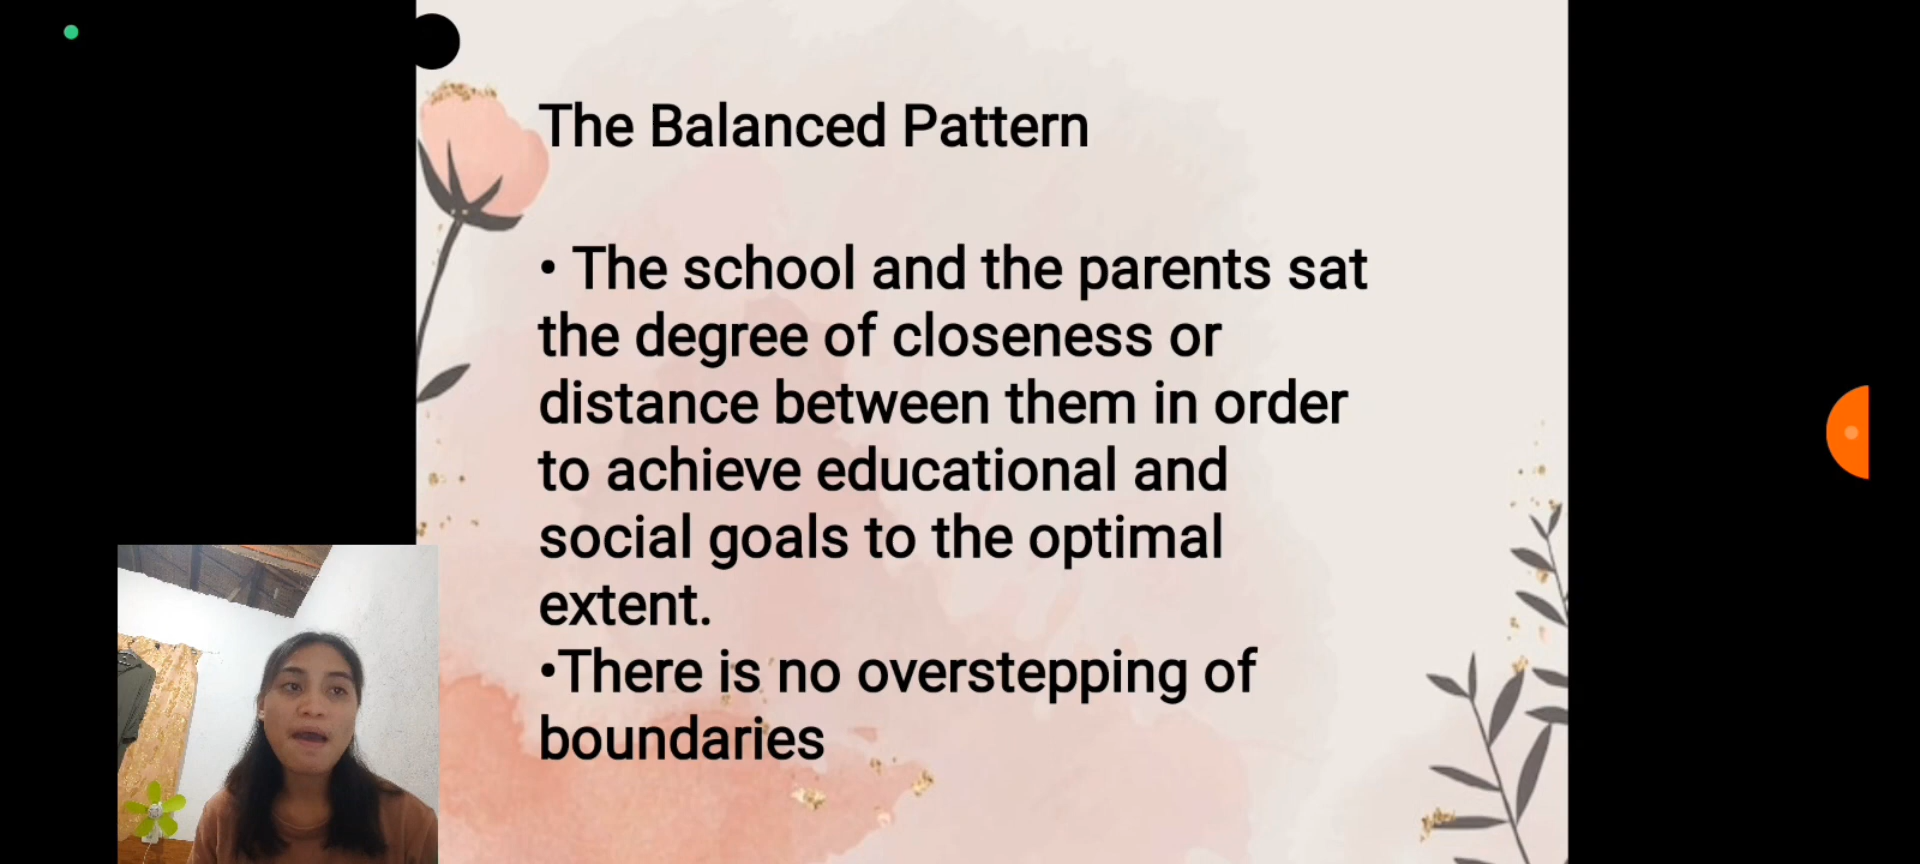 The Balanced Pattern
• The school and the parents sat
the degree of closeness or
distance between them in order
to achieve educational and
social goals to the optimal
extent.
•There is no overstepping of
boundaries